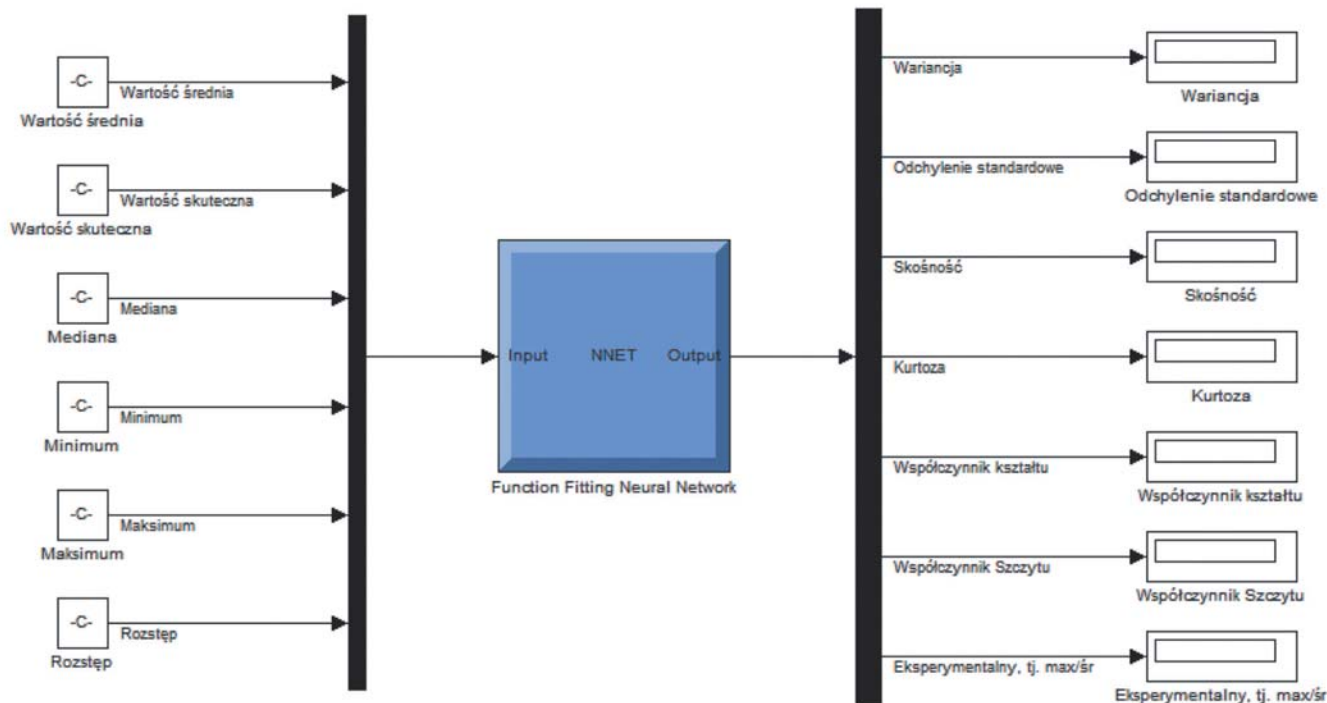 -C-
Wartość średnia
Wartość średnia
-C-
Wartość skuteczna
Wartość skuteczna
-C-
Mediana
Mediana
-C-
Minimum
Minimum
-C-
Maksimum
Maksimum
-C-
Rozstęp
Rozstęp
Input NNET Output
Function Fitting Neural Network
Wariancja
Wariancja
Odchylenie standardowe
Odchylenie standardowe
Skośność
Skośność
Kurtoza
Kurtoza
Współczynnik kształtu
Współczynnik kształtu
Współczynnik Szczytu
Współczynnik Szczytu
Eksperymentalny, tj. max/śr
Eksperymentalny, tj. max/śr